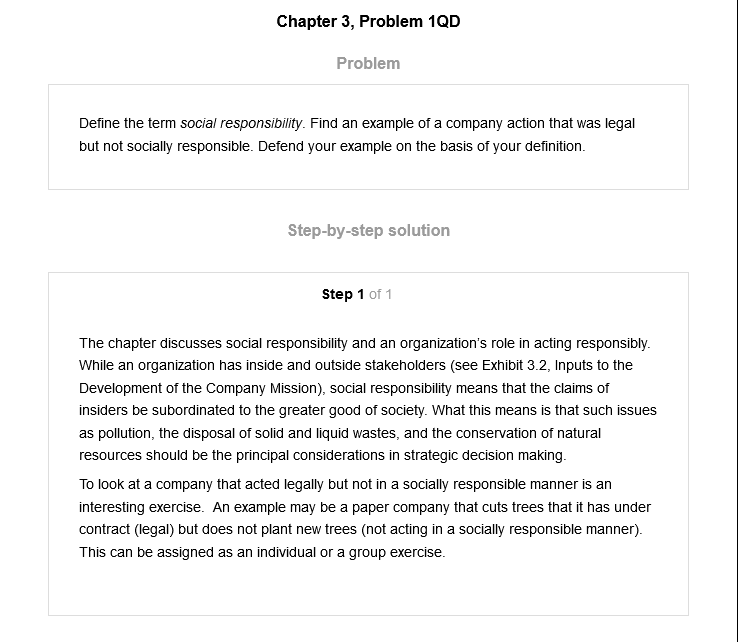 Chapter 3, Problem 1QD
Problem
Define the term social responsibility. Find an example of a company action that was legal
but not socially responsible. Defend your example on the basis of your definition.
Step-by-step solution
Step 1 of 1
The chapter discusses social responsibility and an organization's role in acting responsibly.
While an organization has inside and outside stakeholders (see Exhibit 3.2, Inputs to the
Development of the Company Mission), social responsibility means that the claims of
insiders be subordinated to the greater good of society. What this means is that such issues
as pollution, the disposal of solid and liquid wastes, and the conservation of natural
resources should be the principal considerations in strategic decision making.
To look at a company that acted legally but not in a socially responsible manner is an
interesting exercise.  An example may be a paper company that cuts trees that it has under
contract (legal) but does not plant new trees (not acting in a socially responsible manner).
This can be assigned as an individual or a group exercise.